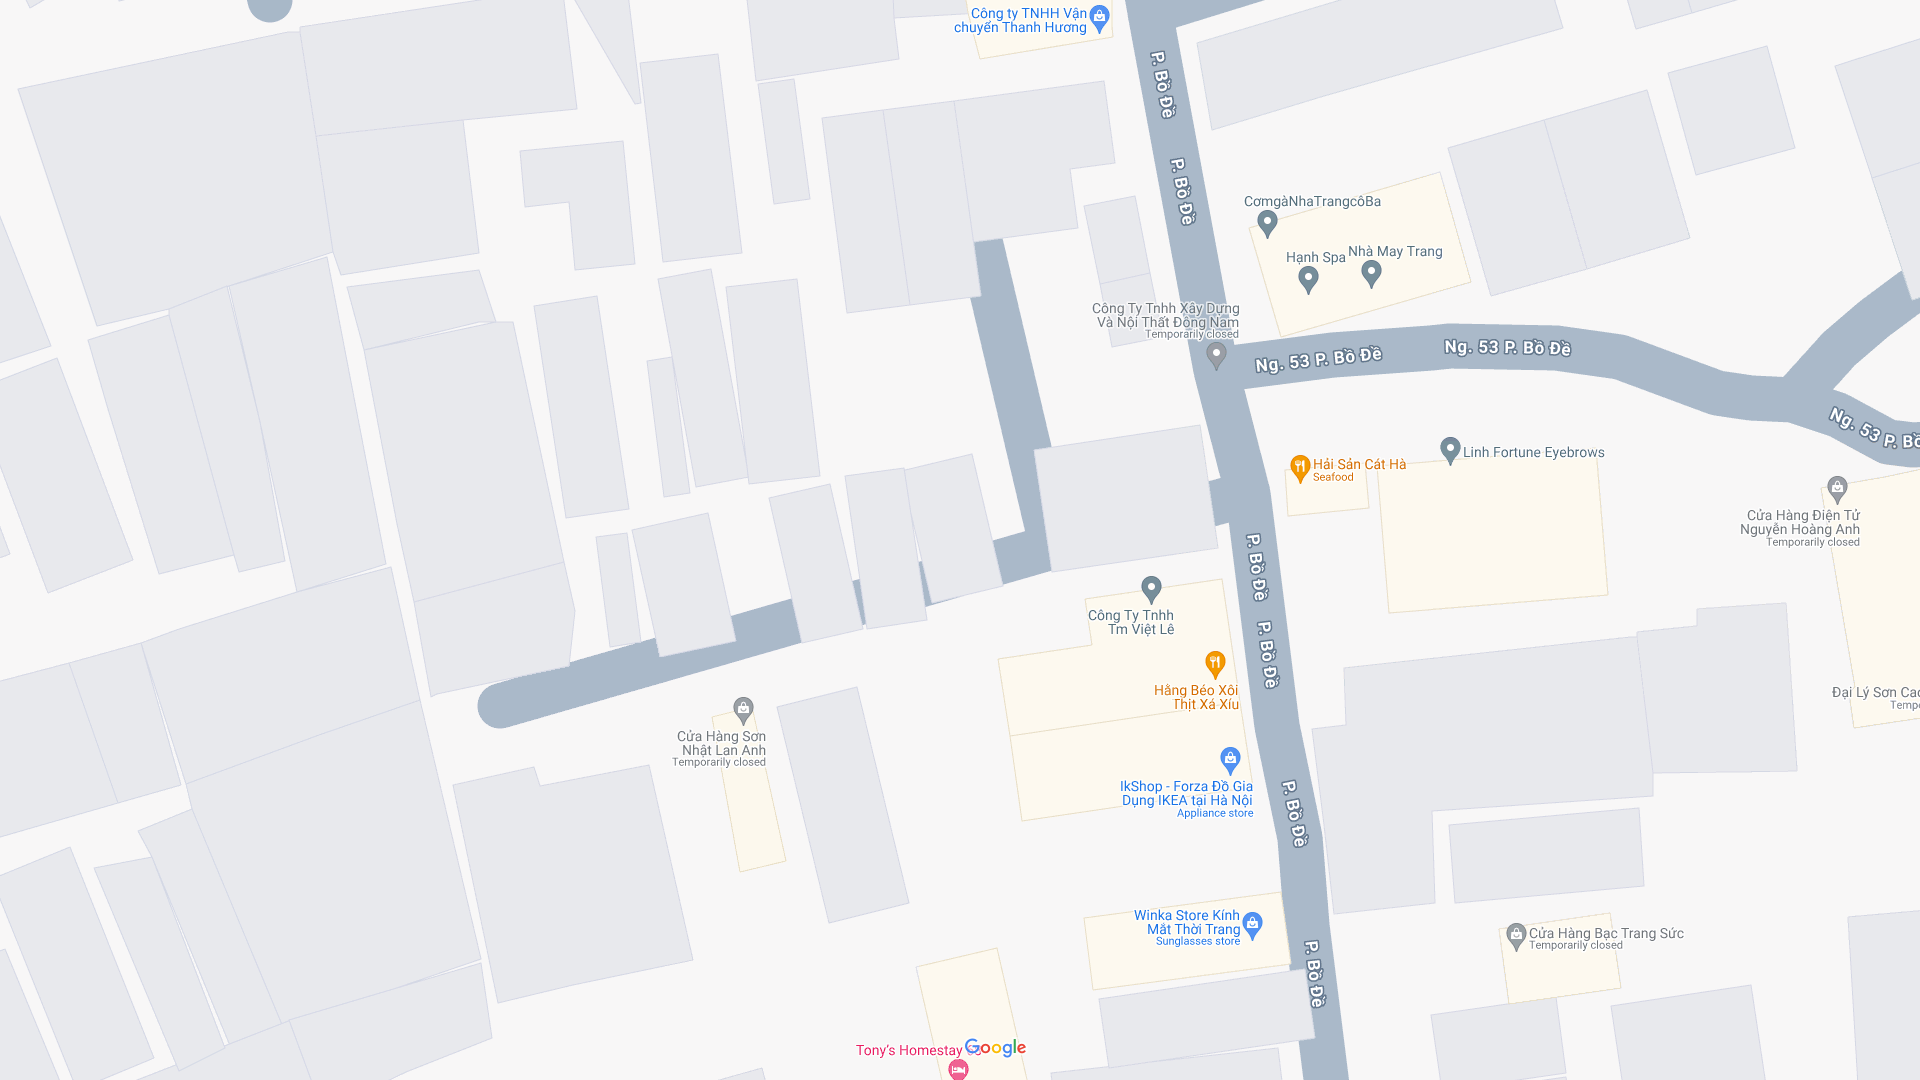 Công ty TNHH Vận
chuyển Thanh Hương
P. Bồ Đề
P. Bồ Đề
CơmgàNhaTrangcôBa
Hạnh Spa
Nhà May Trang
Công Ty Tnhh Xây Dựng
Và Nội Thất Đông Nam
Temporarily closed
Ng. 53 P. Bồ Đề
Ng. 53 P. Bồ Đề
Ng. 53 P. Bồ
Hải Sản Cát Hà
Seafood
Linh Fortune Eyebrows
Cửa Hàng Điện Tử
Nguyễn Hoàng Anh
Temporarily closed
P. Bồ Đề
Công Ty Tnhh
Tm Việt Lê
P. Bồ Đề
Hằng Béo Xôi
Thịt Xá Xíu
Đại Lý Sơn Cao
Tempo
Cửa Hàng Sơn
Nhật Lan Anh
Temporarily closed
IkShop - Forza Đồ Gia
Dụng IKEA tại Hà Nội
Appliance store
P. Bồ Đề
Winka Store Kính
Mắt Thời Trang
Sunglasses store
Cửa Hàng Bạc Trang Sức
Temporarily closed
P. Bồ Đề
Tony's Homestay
Google